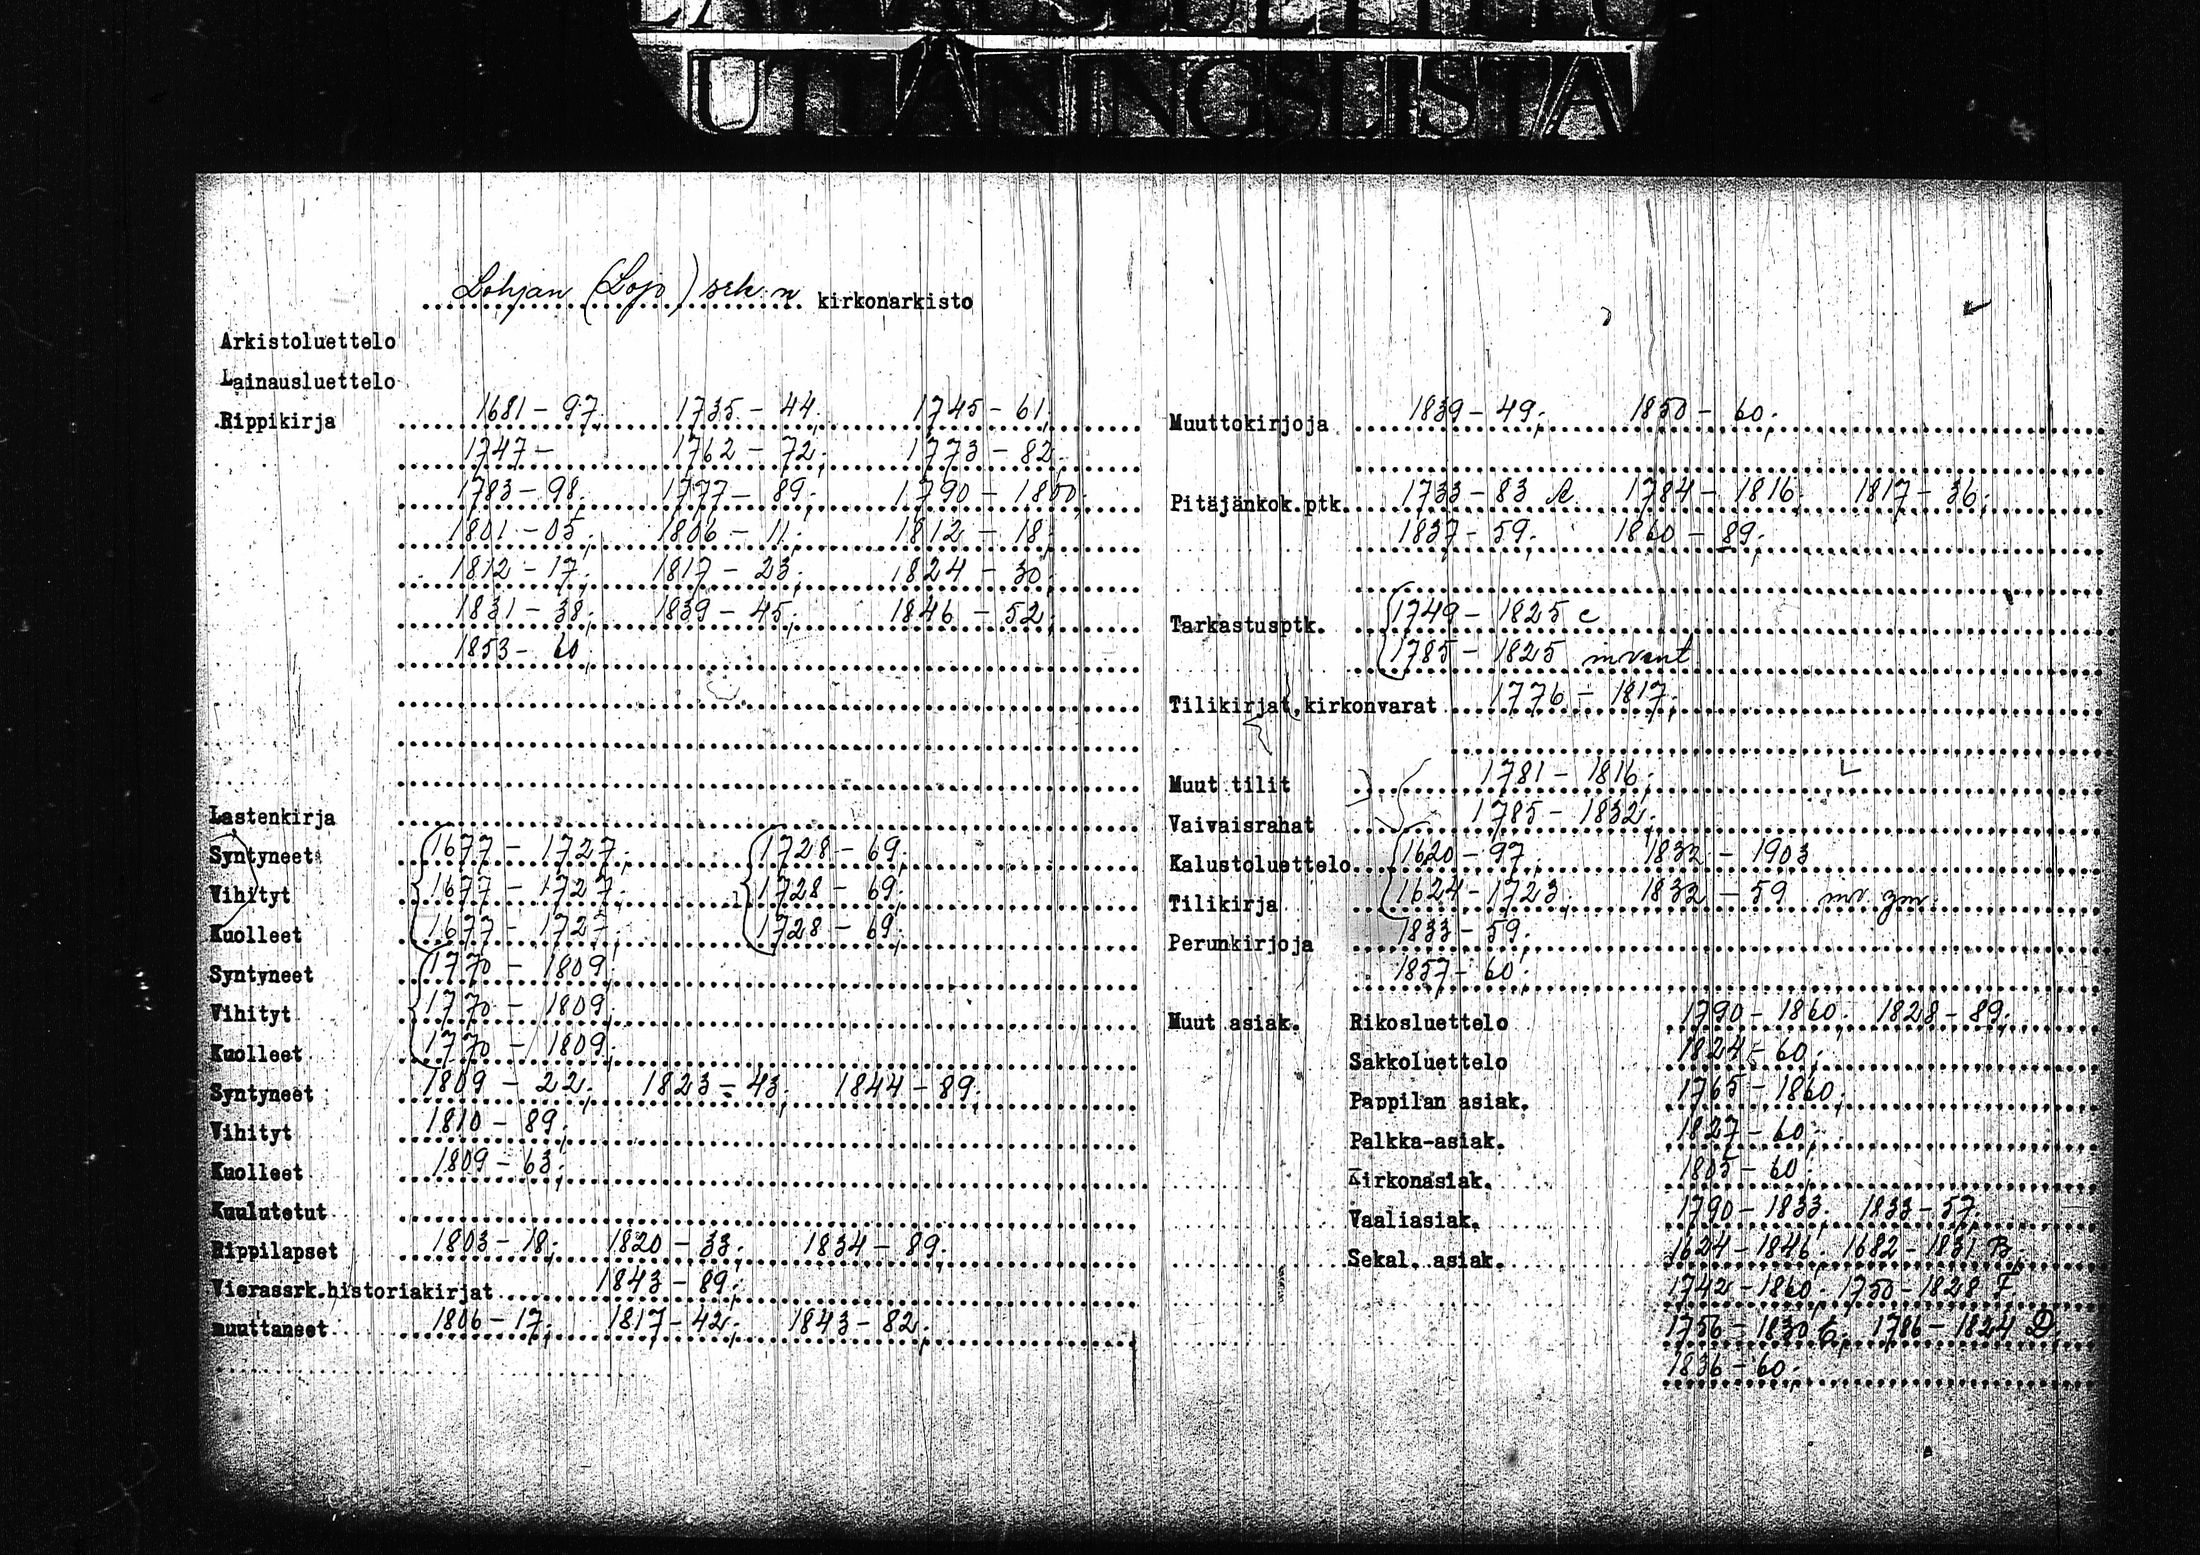 LAINAUSLUETTELO
UTLÅNINGSLISTA
Lohjan (Lojo) srk:n kirkonarkisto
Arkistoluettelo
Lainausluettelo
Rippikirja 1681-97; 1735-44; 1745-61;
1747- 1762-72; 1773-82;
1783-98; 1777-89; 1790-1800;
1801-05; 1806-11; 1812-18;
1812-17; 1817-23; 1824-30;
1831-38; 1839-45; 1846-52;
1853-60;
Lastenkirja
Syntyneet 1677-1727; 1728-69;
Vihityt 1677-1727; 1728-69;
Kuolleet 1677-1727; 1728-69;
Syntyneet 1770-1809;
Vihityt 1770-1809;
Kuolleet 1770-1809;
Syntyneet 1809-22; 1823-43; 1844-89;
Vihityt 1810-89;
Kuolleet 1809-63;
Kuulutetut
Rippilapset 1803-18; 1820-33; 1834-89;
Vierassrk.historiakirjat 1843-89;
muuttaneet 1806-17; 1817-42; 1843-82;
Muuttokirjoja 1839-49; 1850-60;
Pitäjänkok.ptk. 1733-83 A. 1784-1816; 1817-36;
1837-59; 1860-89;
Tarkastusptk. 1749-1825 C
1785-1825
Tilikirjat, kirkonvarat 1776-1817;
Muut tilit 1781-1816;
Vaivaisrahat 1785-1832;
Kalustoluettelo 1620-97; 1832-1903
Tilikirja 1624-1723; 1832-59
Perunkirjoja 1833-59;
1857-60;
Muut asiak. Rikosluettelo 1790-1860; 1828-89;
Sakkoluettelo 1824-60;
Pappilan asiak. 1765-1860;
Palkka-asiak. 1827-60;
Kirkonasiak. 1805-60;
Vaaliasiak. 1790-1833; 1833-57;
Sekal. asiak. 1624-1846; 1682-1831 B;
1742-1860; 1750-1828 F
1756-1830 E; 1786-1824 D
1836-60;